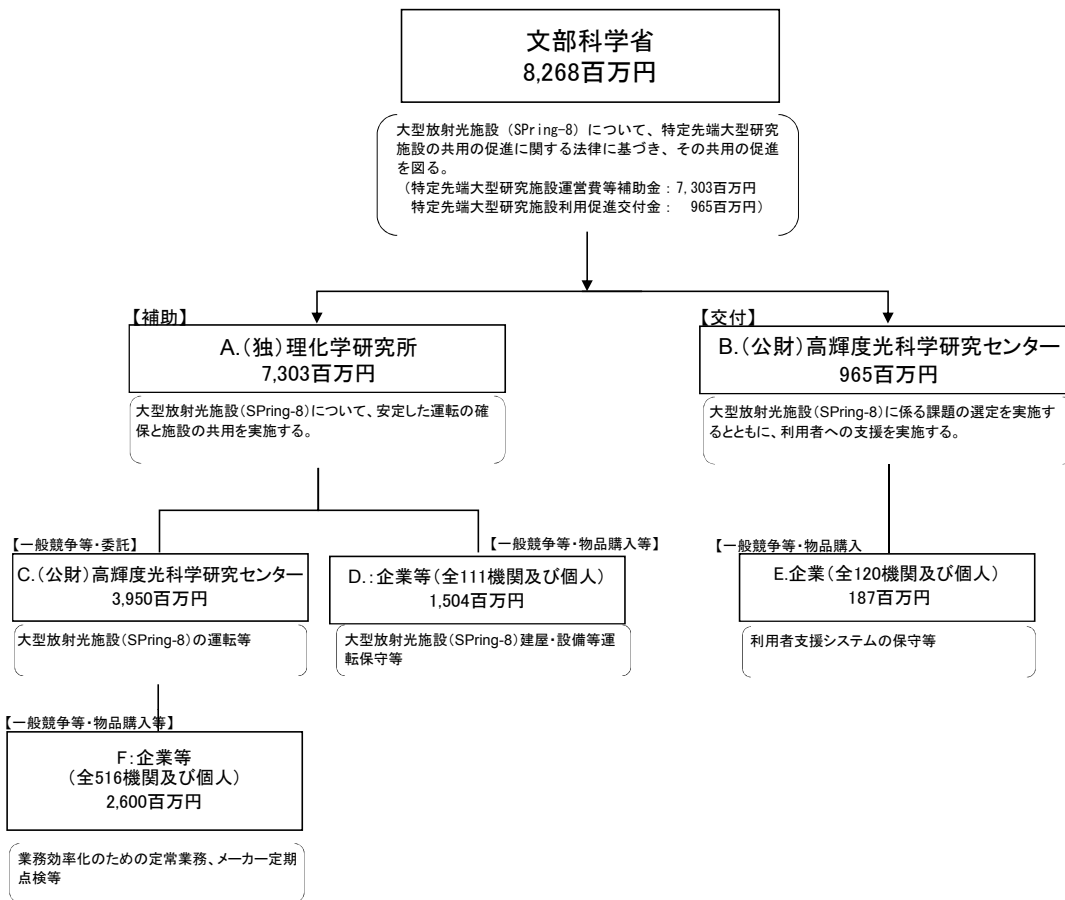 文部科学省
8,268百万円
大型放射光施設（SPring-8）について、特定先端大型研究
施設の共用の促進に関する法律に基づき、その共用の促進
を図る。
（特定先端大型研究施設運営費等補助金：7,303百万円
特定先端大型研究施設利用促進交付金：　965百万円）
【補助】
A.（独）理化学研究所
7,303百万円
大型放射光施設（SPring-8）について、安定した運転の確
保と施設の共用を実施する。
【交付】
B.（公財）高輝度光科学研究センター
965百万円
大型放射光施設（SPring-8）に係る課題の選定を実施す
るとともに、利用者への支援を実施する。
【一般競争等・委託】
C.（公財）高輝度光科学研究センター
3,950百万円
大型放射光施設（SPring-8）の運転等
【一般競争等・物品購入等】
D.：企業等（全111機関及び個人）
1,504百万円
大型放射光施設（SPring-8）建屋・設備等運
転保守等
【一般競争等・物品購入
E.企業（全120機関及び個人）
187百万円
利用者支援システムの保守等
【一般競争等・物品購入等】
F：企業等
（全516機関及び個人）
2,600百万円
業務効率化のための定常業務、メーカー定期
点検等